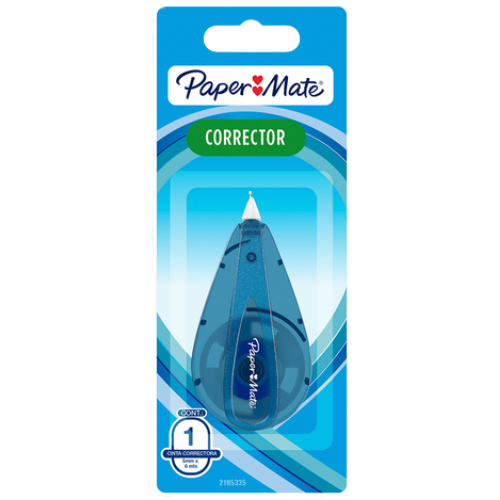 Paper Mate
CORRECTOR
Paper Mate
CONT.
1
CINTA CORRECTORA
5mm x
6 mts
2185335